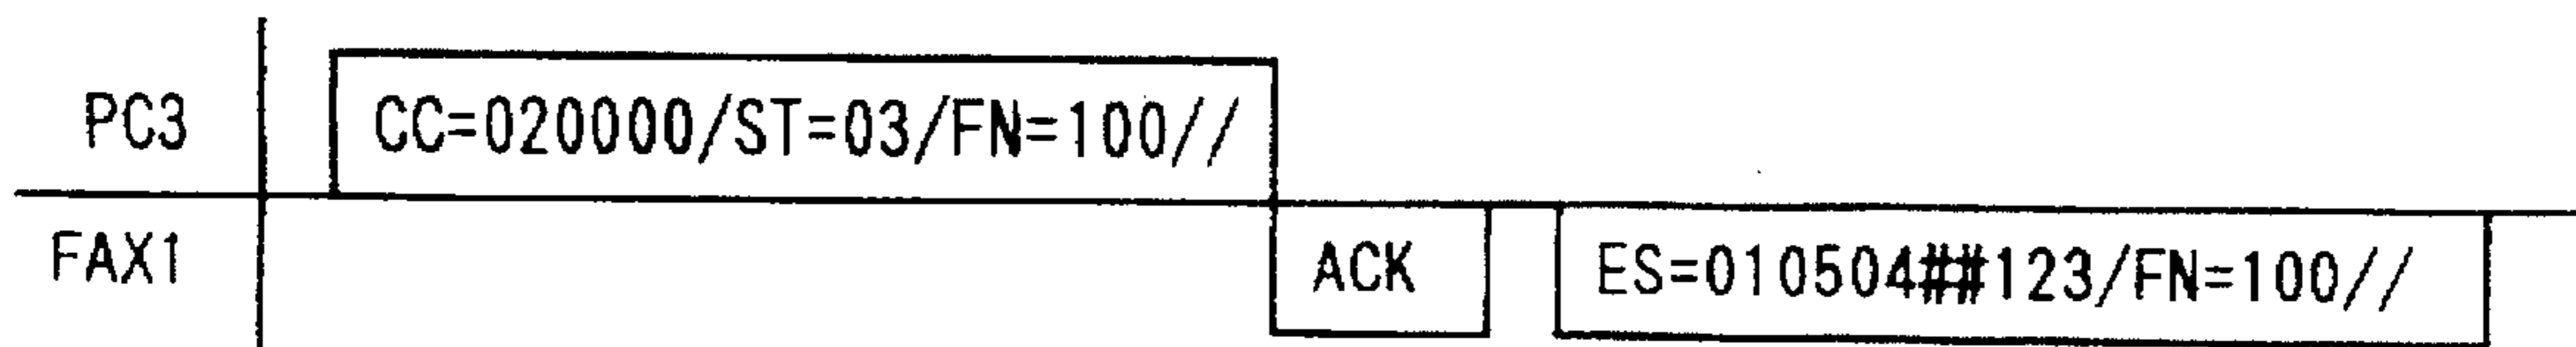 PC3 CC=020000/ST=03/FN=100//
FAX1 ACK ES=010504##123/FN=100//